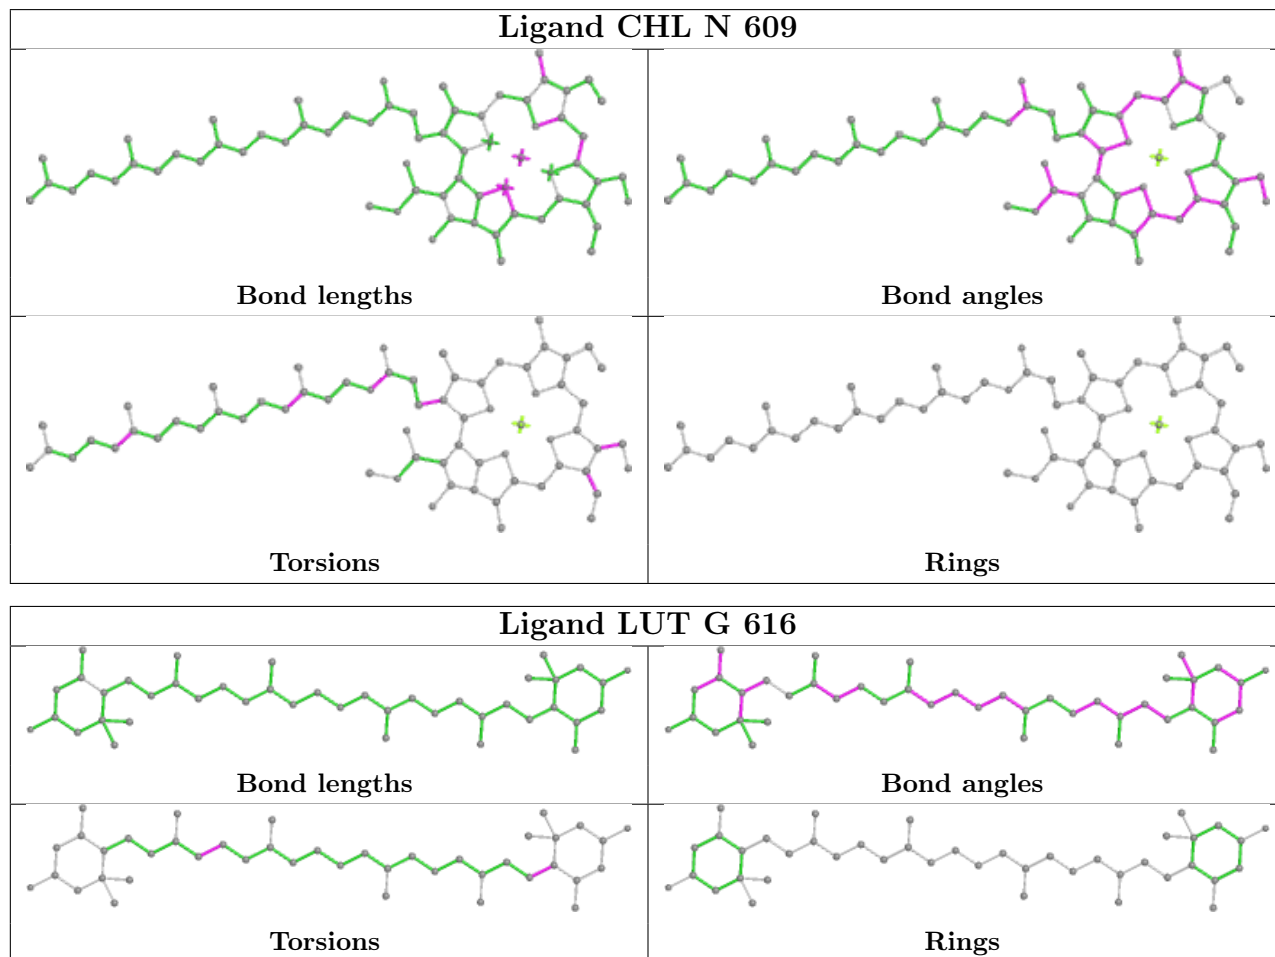 Ligand CHL N 609
Bond lengths
Bond angles
Torsions
Rings
Ligand LUT G 616
Bond lengths
Bond angles
Torsions
Rings